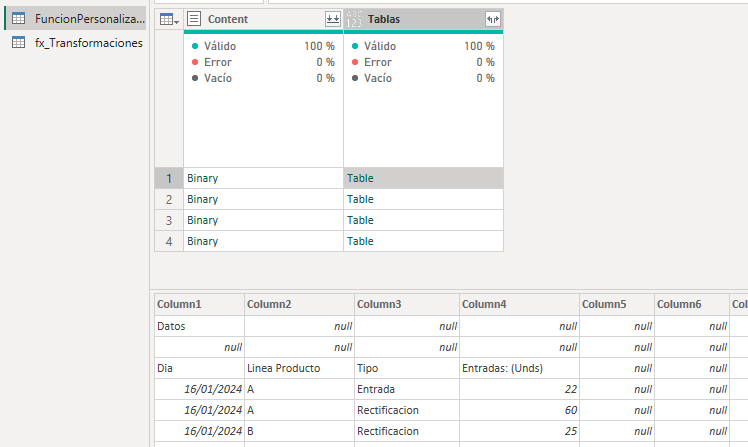 FuncionPersonaliza...
fx_Transformaciones
Content Tablas
ABC 123
Válido 100 % Válido 100 %
Error 0 % Error 0 %
Vacío 0 % Vacío 0 %
1 Binary Table
2 Binary Table
3 Binary Table
4 Binary Table
Column1 Column2 Column3 Column4 Column5 Column6 Col
Datos null null null null null
null null null null null null
Dia Linea Producto Tipo Entradas: (Unds) null null
16/01/2024 A Entrada 22 null null
16/01/2024 A Rectificacion 60 null null
16/01/2024 B Rectificacion 25 null null